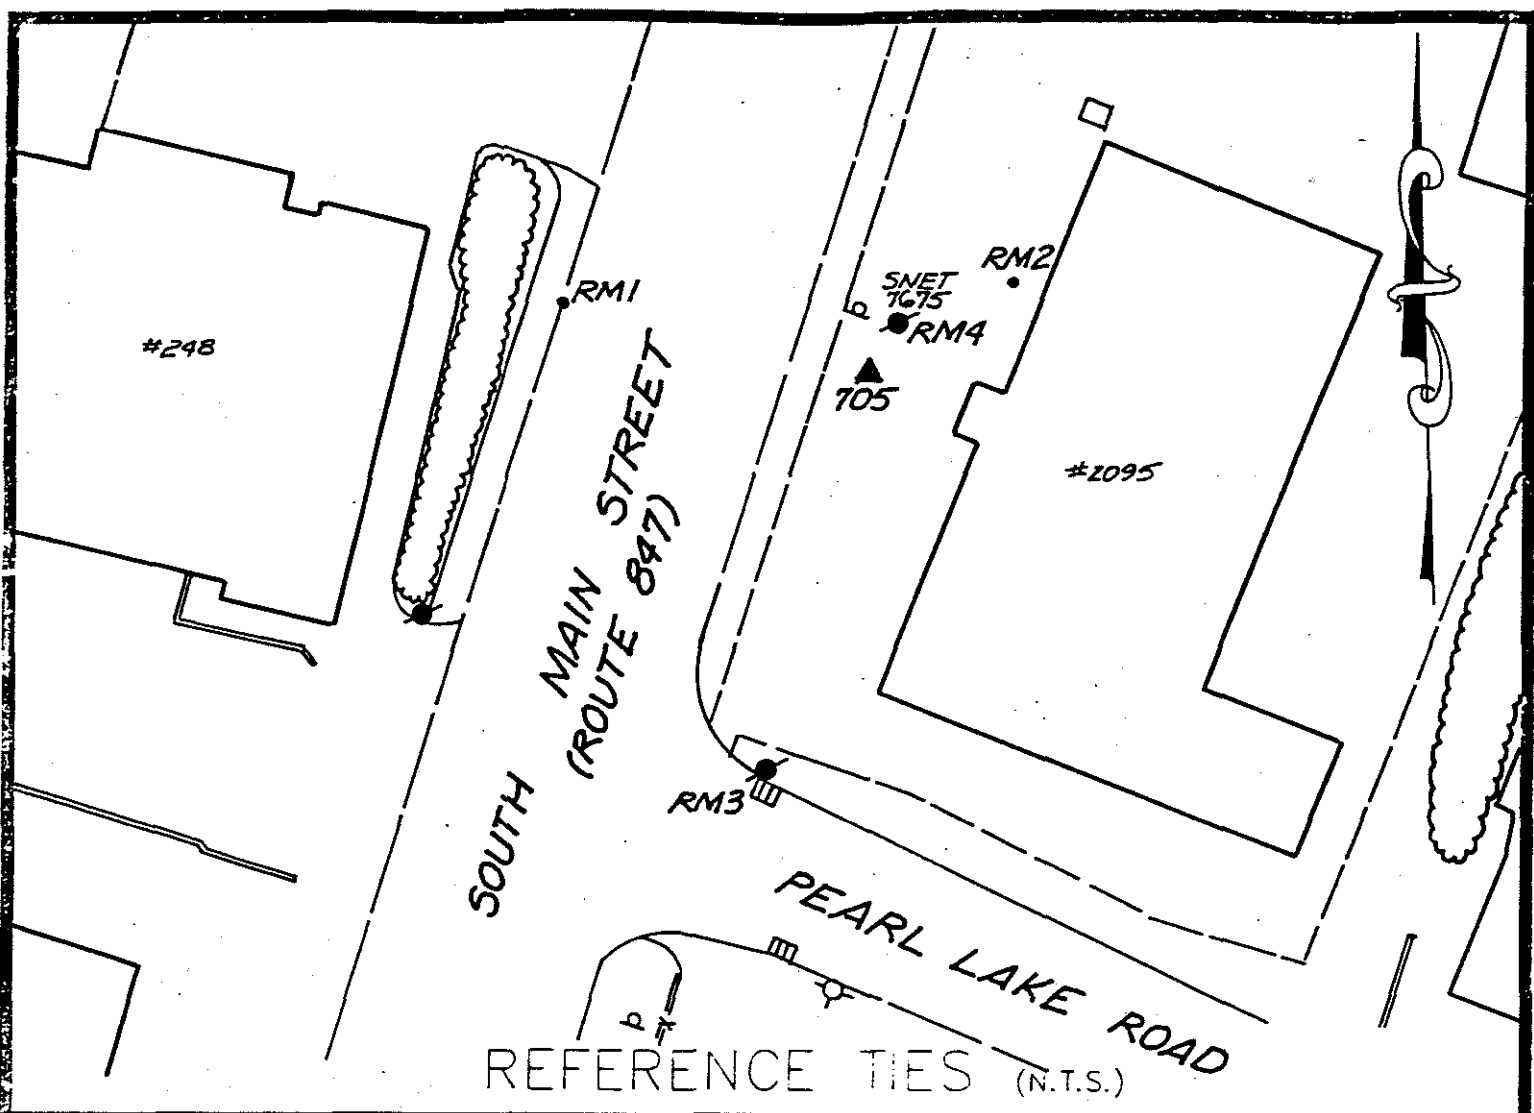 RM2
SNET
7675
RM1
RM4
#248
705
#2095
SOUTH MAIN STREET
(ROUTE 847)
RM3
PEARL LAKE ROAD
REFERENCE TIES (N.T.S.)